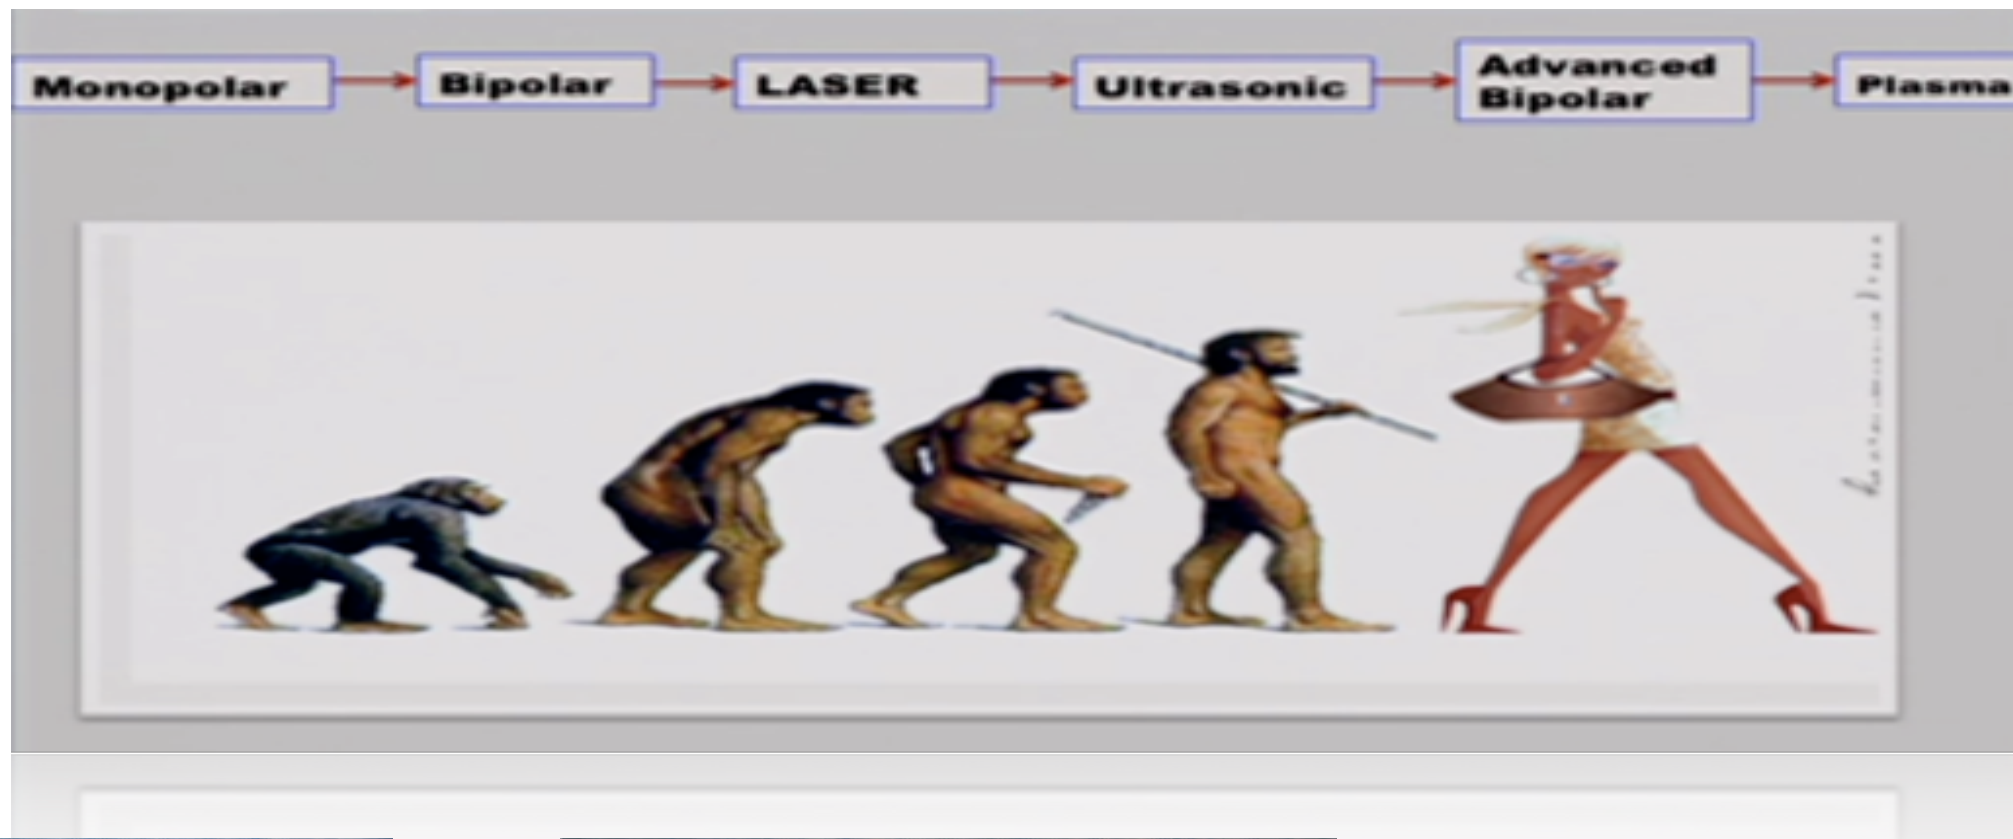 Monopolar
Bipolar
LASER
Ultrasonic
Advanced
Bipolar
Plasma